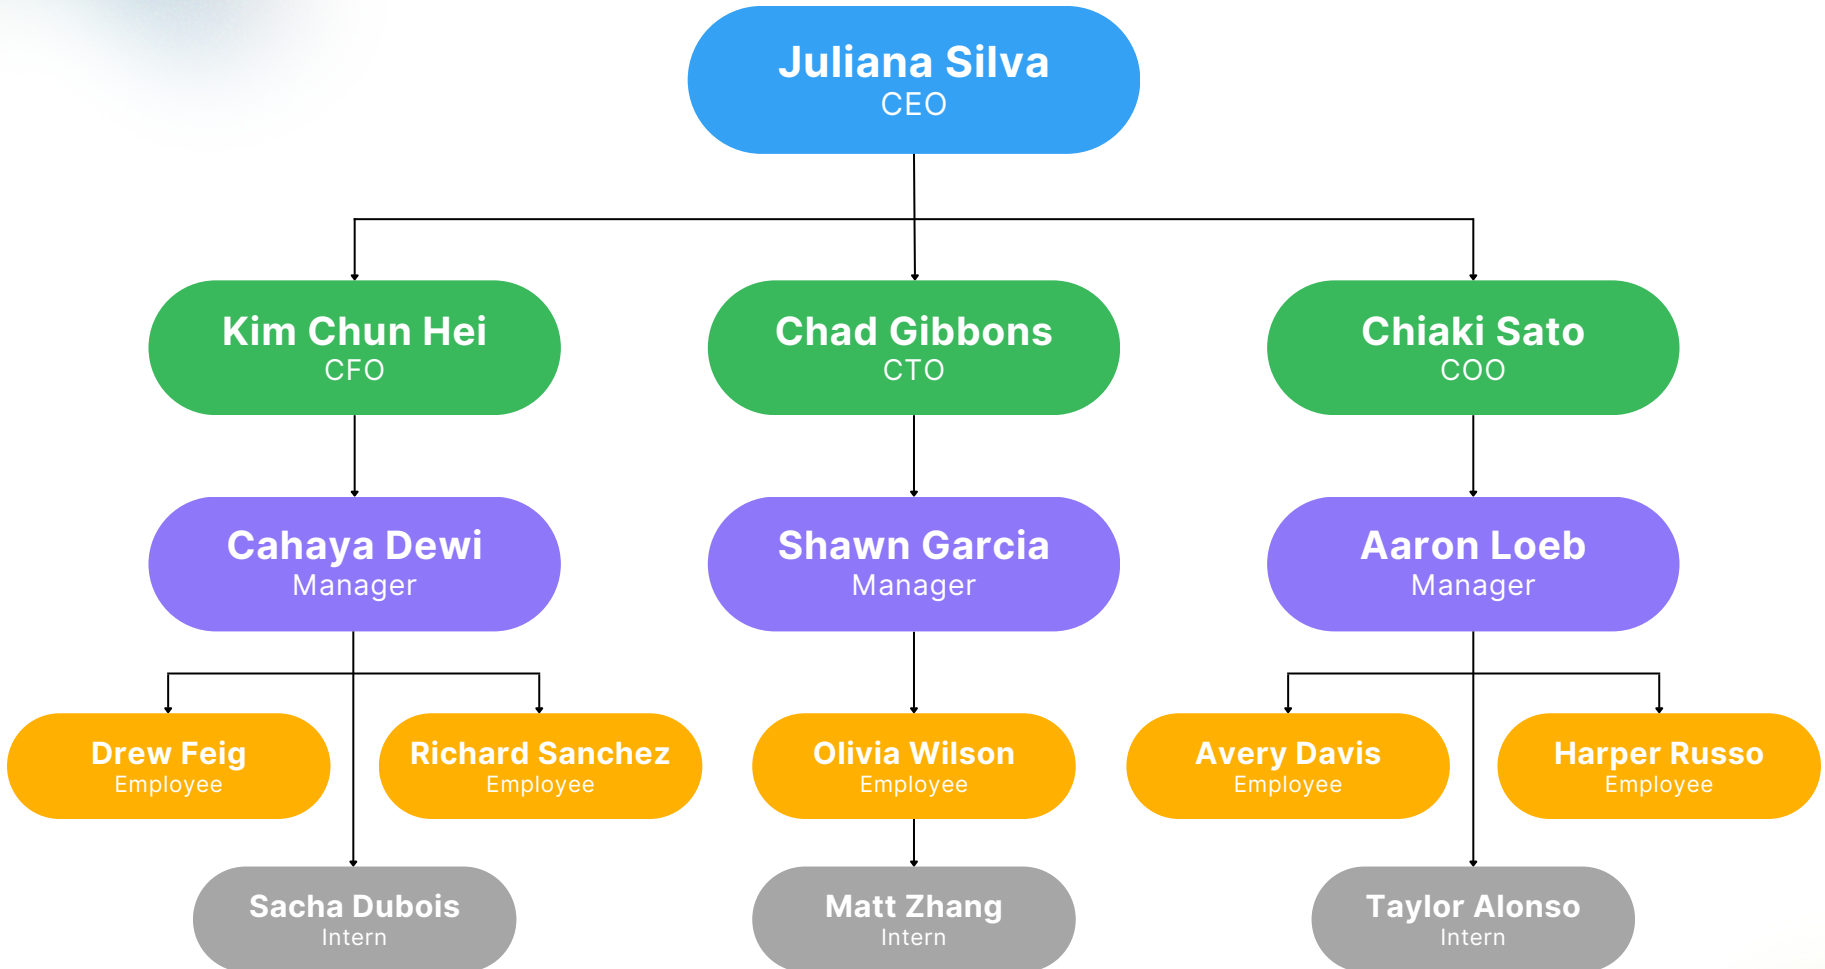 Juliana Silva
CEO
Kim Chun Hei
CFO
Chad Gibbons
CTO
Chiaki Sato
COO
Cahaya Dewi
Manager
Shawn Garcia
Manager
Aaron Loeb
Manager
Drew Feig
Employee
Richard Sanchez
Employee
Olivia Wilson
Employee
Avery Davis
Employee
Harper Russo
Employee
Sacha Dubois
Intern
Matt Zhang
Intern
Taylor Alonso
Intern